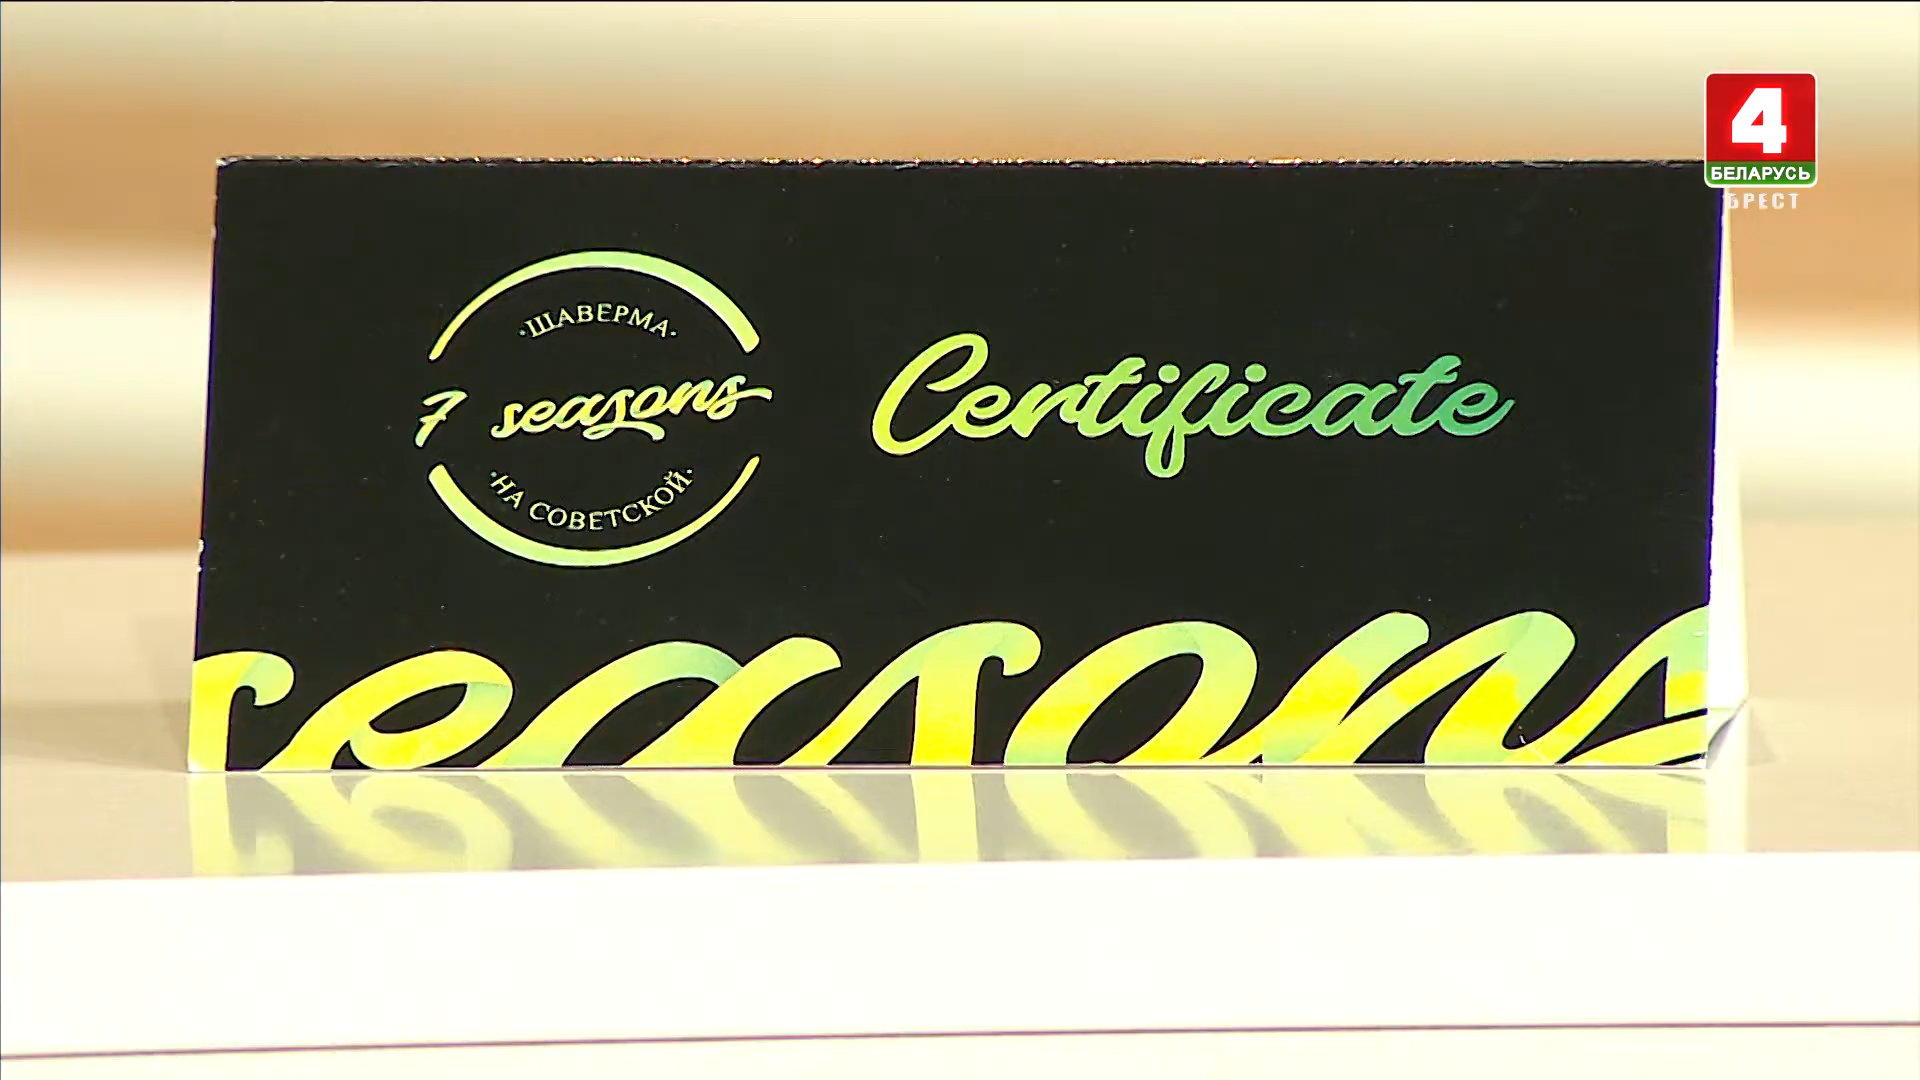 4
БЕЛАРУСЬ
БРЕСТ
·ШАВЕРМА·
7 seasons
·НА СОВЕТСКОЙ·
Certificate
seasons